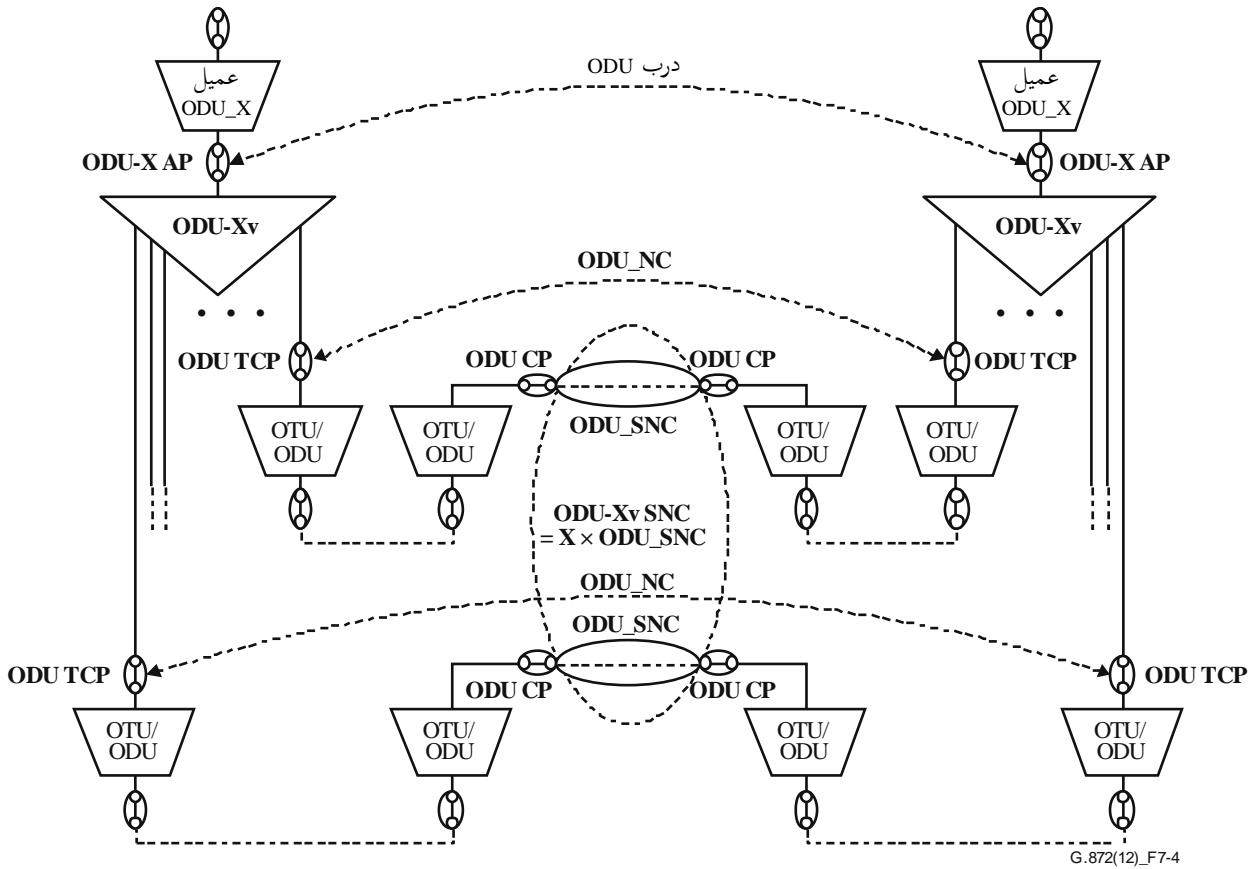 درب ODU
عميل
ODU_X
عميل
ODU_X
ODU-X AP
ODU-X AP
ODU-Xv
ODU-Xv
ODU_NC
• • •
• • •
ODU TCP
ODU CP
ODU CP
ODU TCP
OTU/
ODU
OTU/
ODU
ODU_SNC
OTU/
ODU
OTU/
ODU
ODU-Xv SNC
= X × ODU_SNC
ODU_NC
ODU_SNC
ODU TCP
ODU CP
ODU CP
ODU TCP
OTU/
ODU
OTU/
ODU
OTU/
ODU
OTU/
ODU
G.872(12)_F7-4